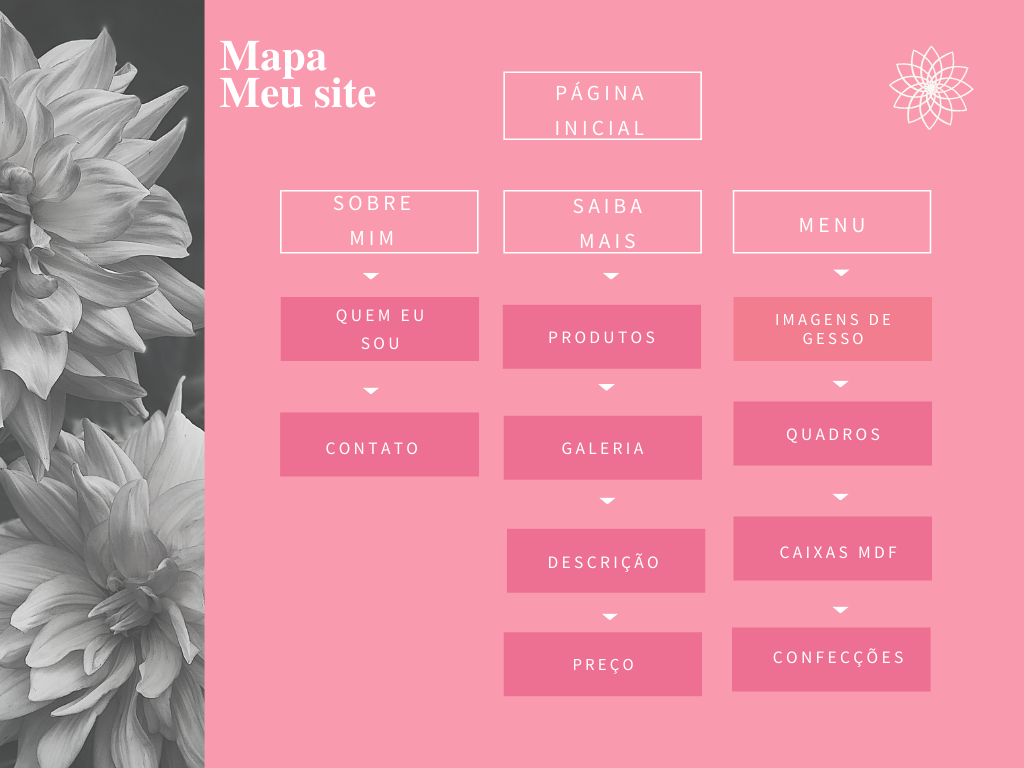 Mapa
Meu site
PÁGINA
INICIAL
SOBRE
MIM
SAIBA
MAIS
MENU
QUEM EU
SOU
PRODUTOS
IMAGENS DE
GESSO
CONTATO
GALERIA
QUADROS
DESCRIÇÃO
CAIXAS MDF
PREÇO
CONFECÇÕES